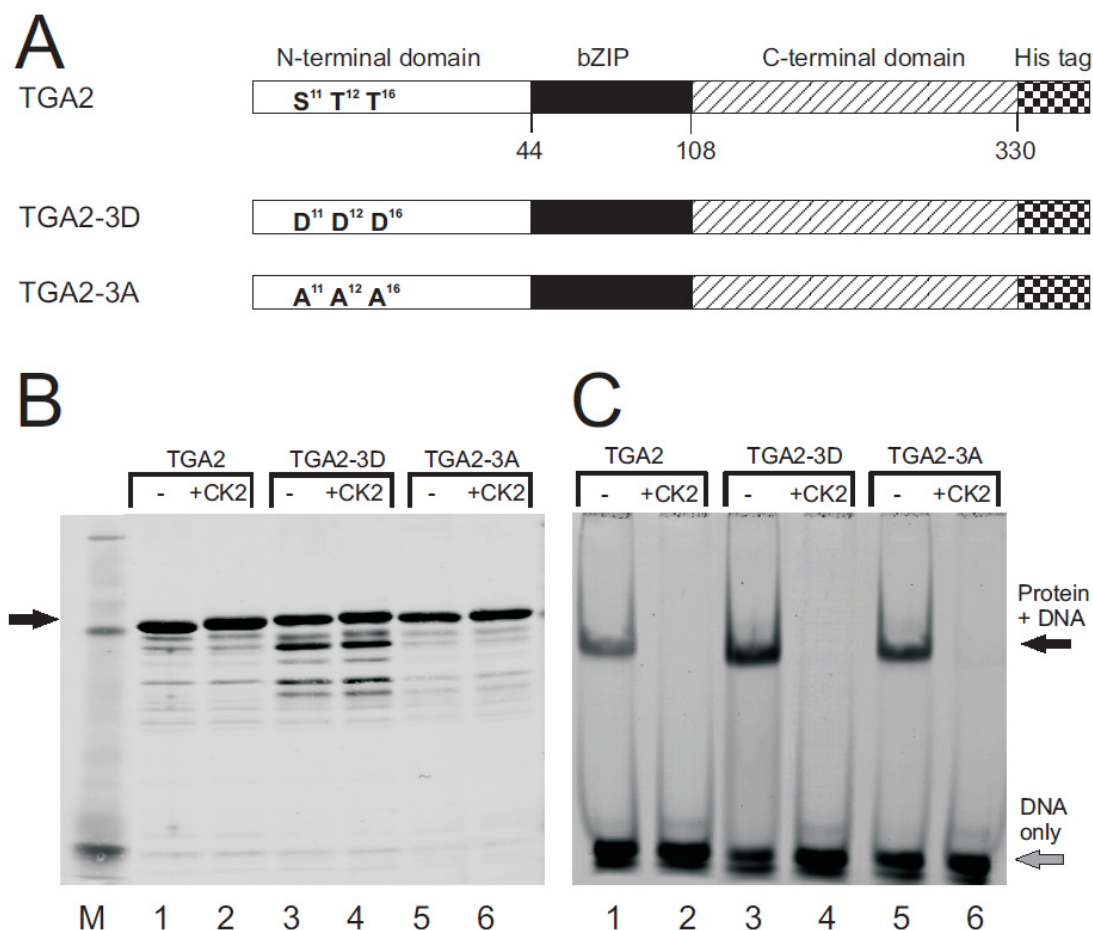 A
N-terminal domain bZIP C-terminal domain His tag
TGA2
S11 T12 T16
44 108 330
TGA2-3D
D11 D12 D16
TGA2-3A
A11 A12 A16
B
TGA2 TGA2-3D TGA2-3A
- +CK2 - +CK2 - +CK2
M 1 2 3 4 5 6
C
TGA2 TGA2-3D TGA2-3A
- +CK2 - +CK2 - +CK2
Protein
+ DNA
DNA
only
1 2 3 4 5 6